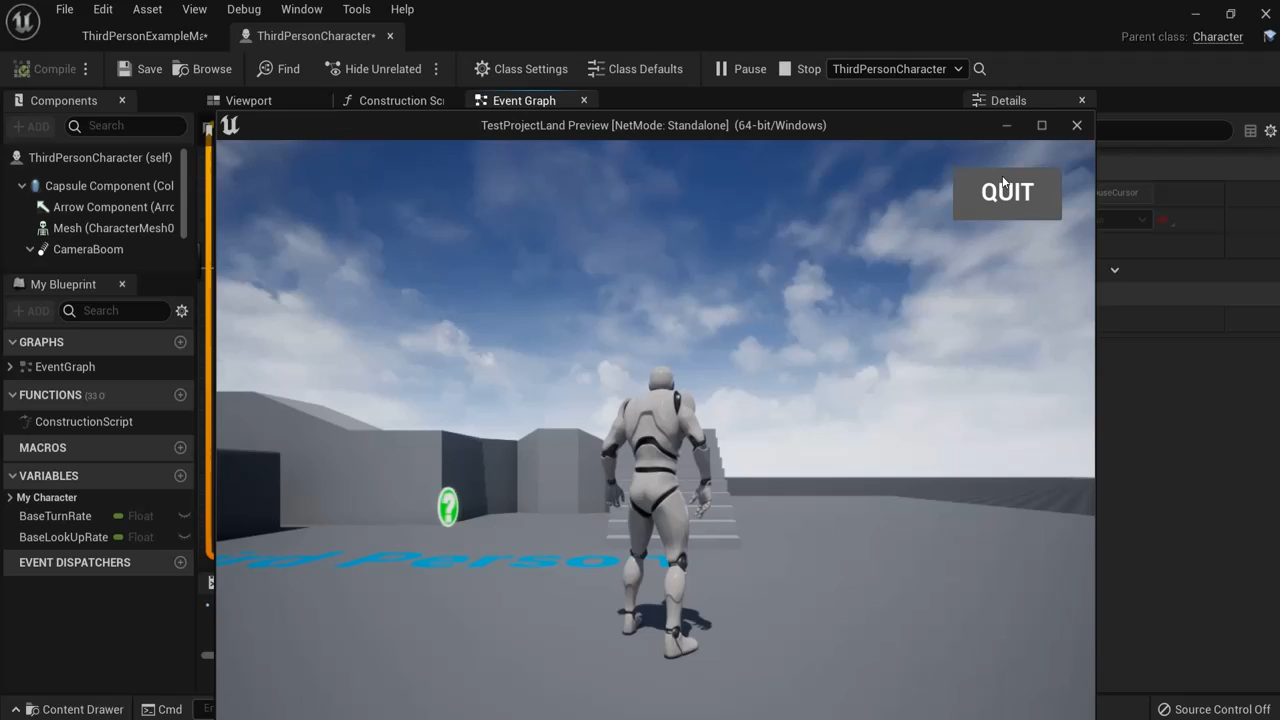 File Edit Asset View Debug Window Tools Help
ThirdPersonExampleMa*
ThirdPersonCharacter*
Parent class: Character
Compile Save Browse Find Hide Unrelated Class Settings Class Defaults Pause Stop ThirdPersonCharacter
Components Viewport Construction Sc Event Graph Details
ADD Search
TestProjectLand Preview [NetMode: Standalone] (64-bit/Windows)
ThirdPersonCharacter (self)
Capsule Component (Col
Arrow Component (Arrc
Mesh (CharacterMesh0
CameraBoom
QUIT
ouseCursor
My Blueprint
ADD Search
GRAPHS
EventGraph
FUNCTIONS (33 O
ConstructionScript
MACROS
VARIABLES
My Character
BaseTurnRate Float
BaseLookUpRate Float
EVENT DISPATCHERS
?
Person
Content Drawer Cmd Er Source Control Off